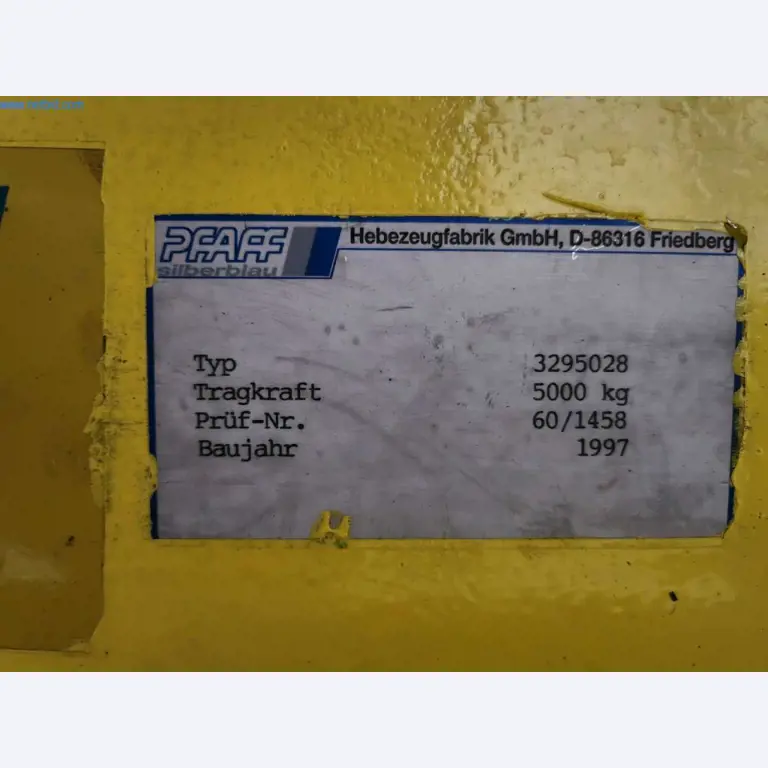 PFAFF
silberblau
Hebezeugfabrik GmbH, D-86316 Friedberg
Typ 3295028
Tragkraft 5000 kg
Prüf-Nr. 60/1458
Baujahr 1997